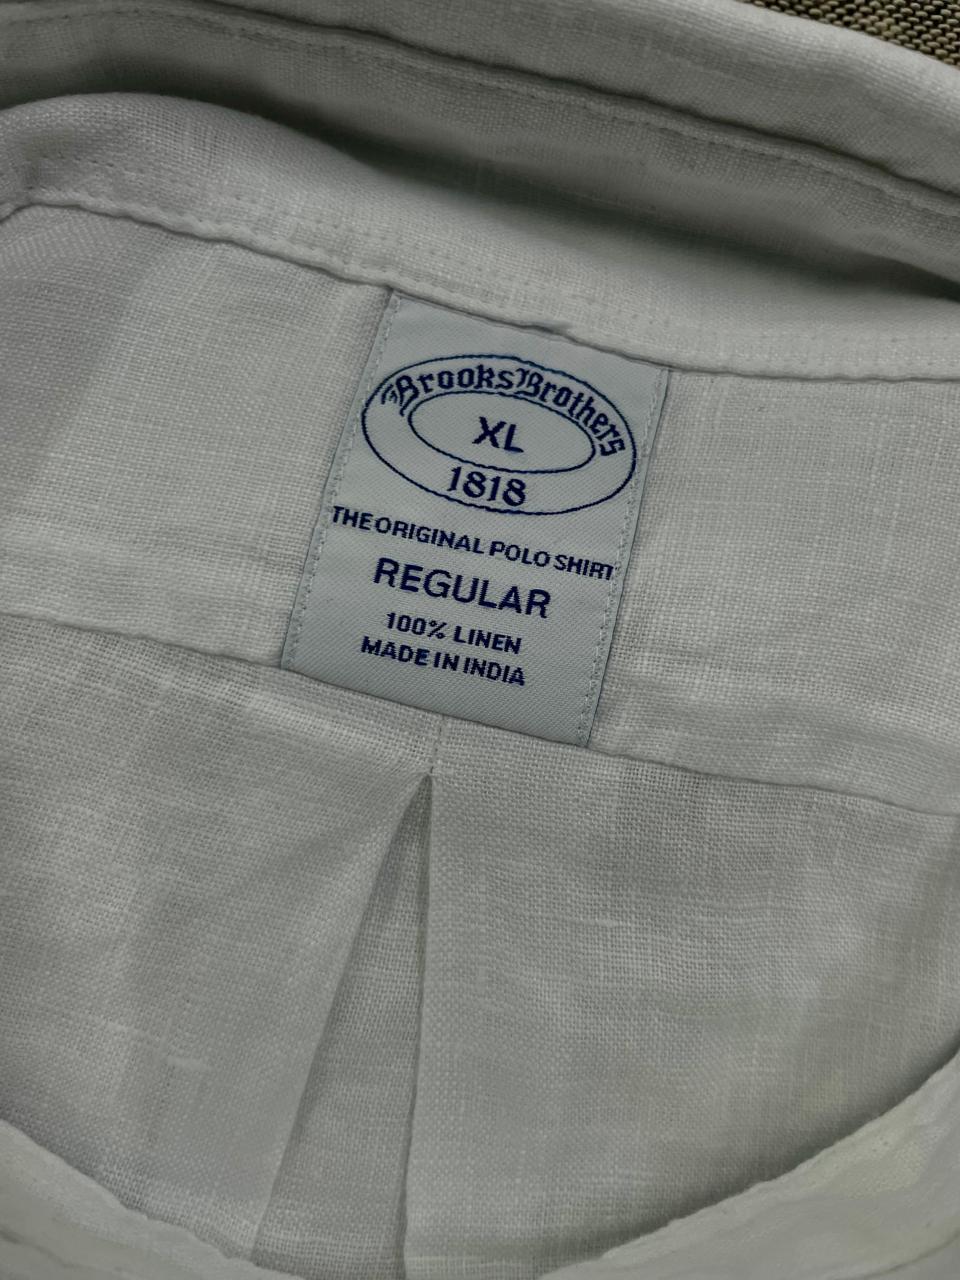 Brooks Brothers
XL
1818
THE ORIGINAL POLO SHIRT
REGULAR
100% LINEN
MADE IN INDIA